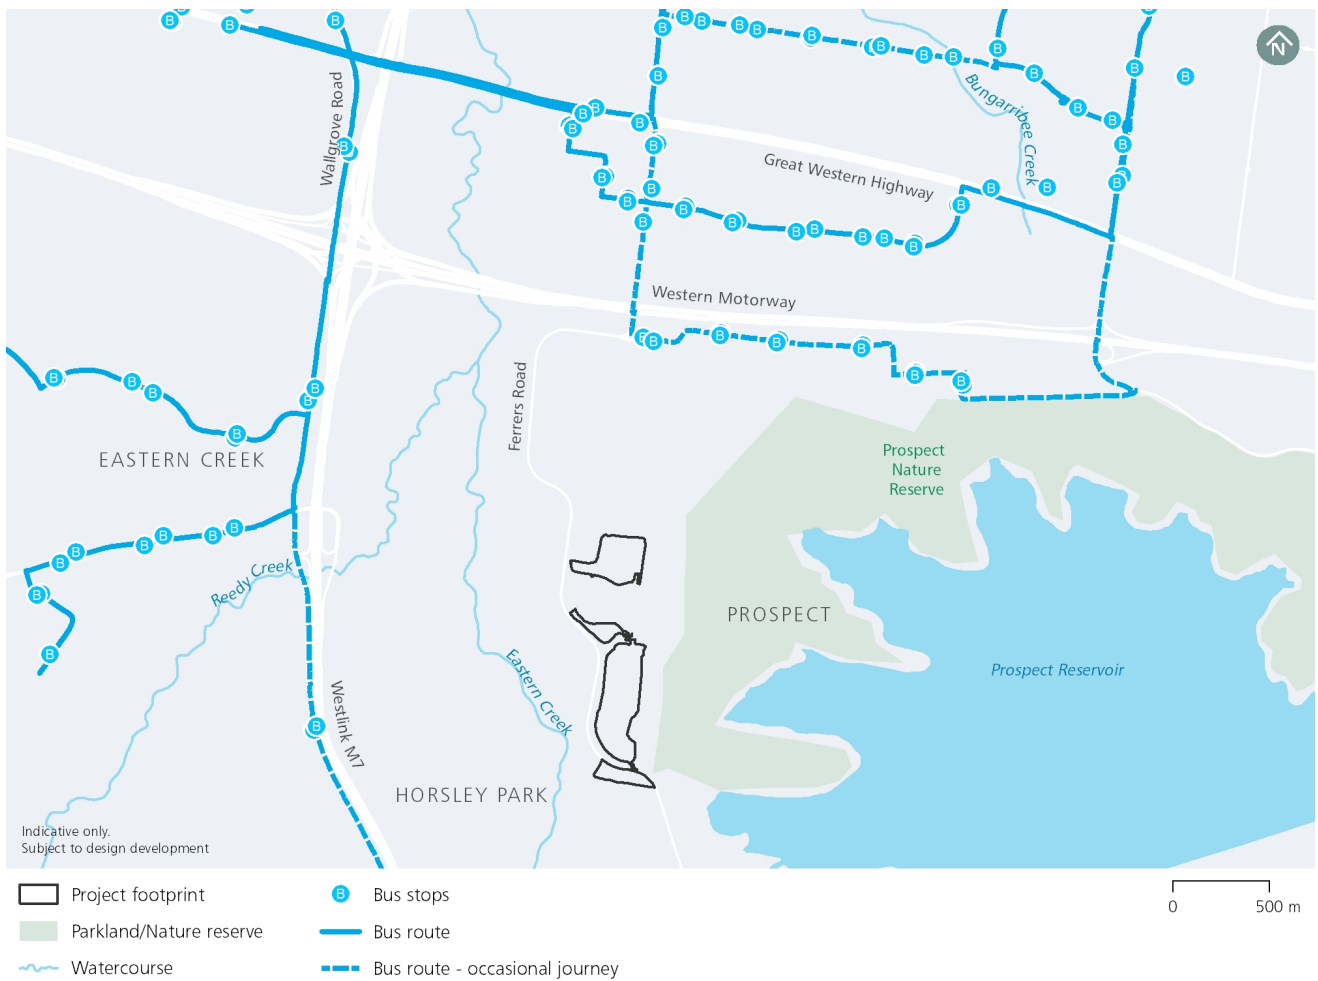 N
Wallgrove Road
Bungarribee Creek
Great Western Highway
Western Motorway
Ferrers Road
EASTERN CREEK
Prospect
Nature
Reserve
Reedy Creek
PROSPECT
Eastern Creek
Prospect Reservoir
Westlink M7
HORSLEY PARK
Indicative only.
Subject to design development
Project footprint
B Bus stops
0 500 m
Parkland/Nature reserve
Bus route
Watercourse
Bus route - occasional journey